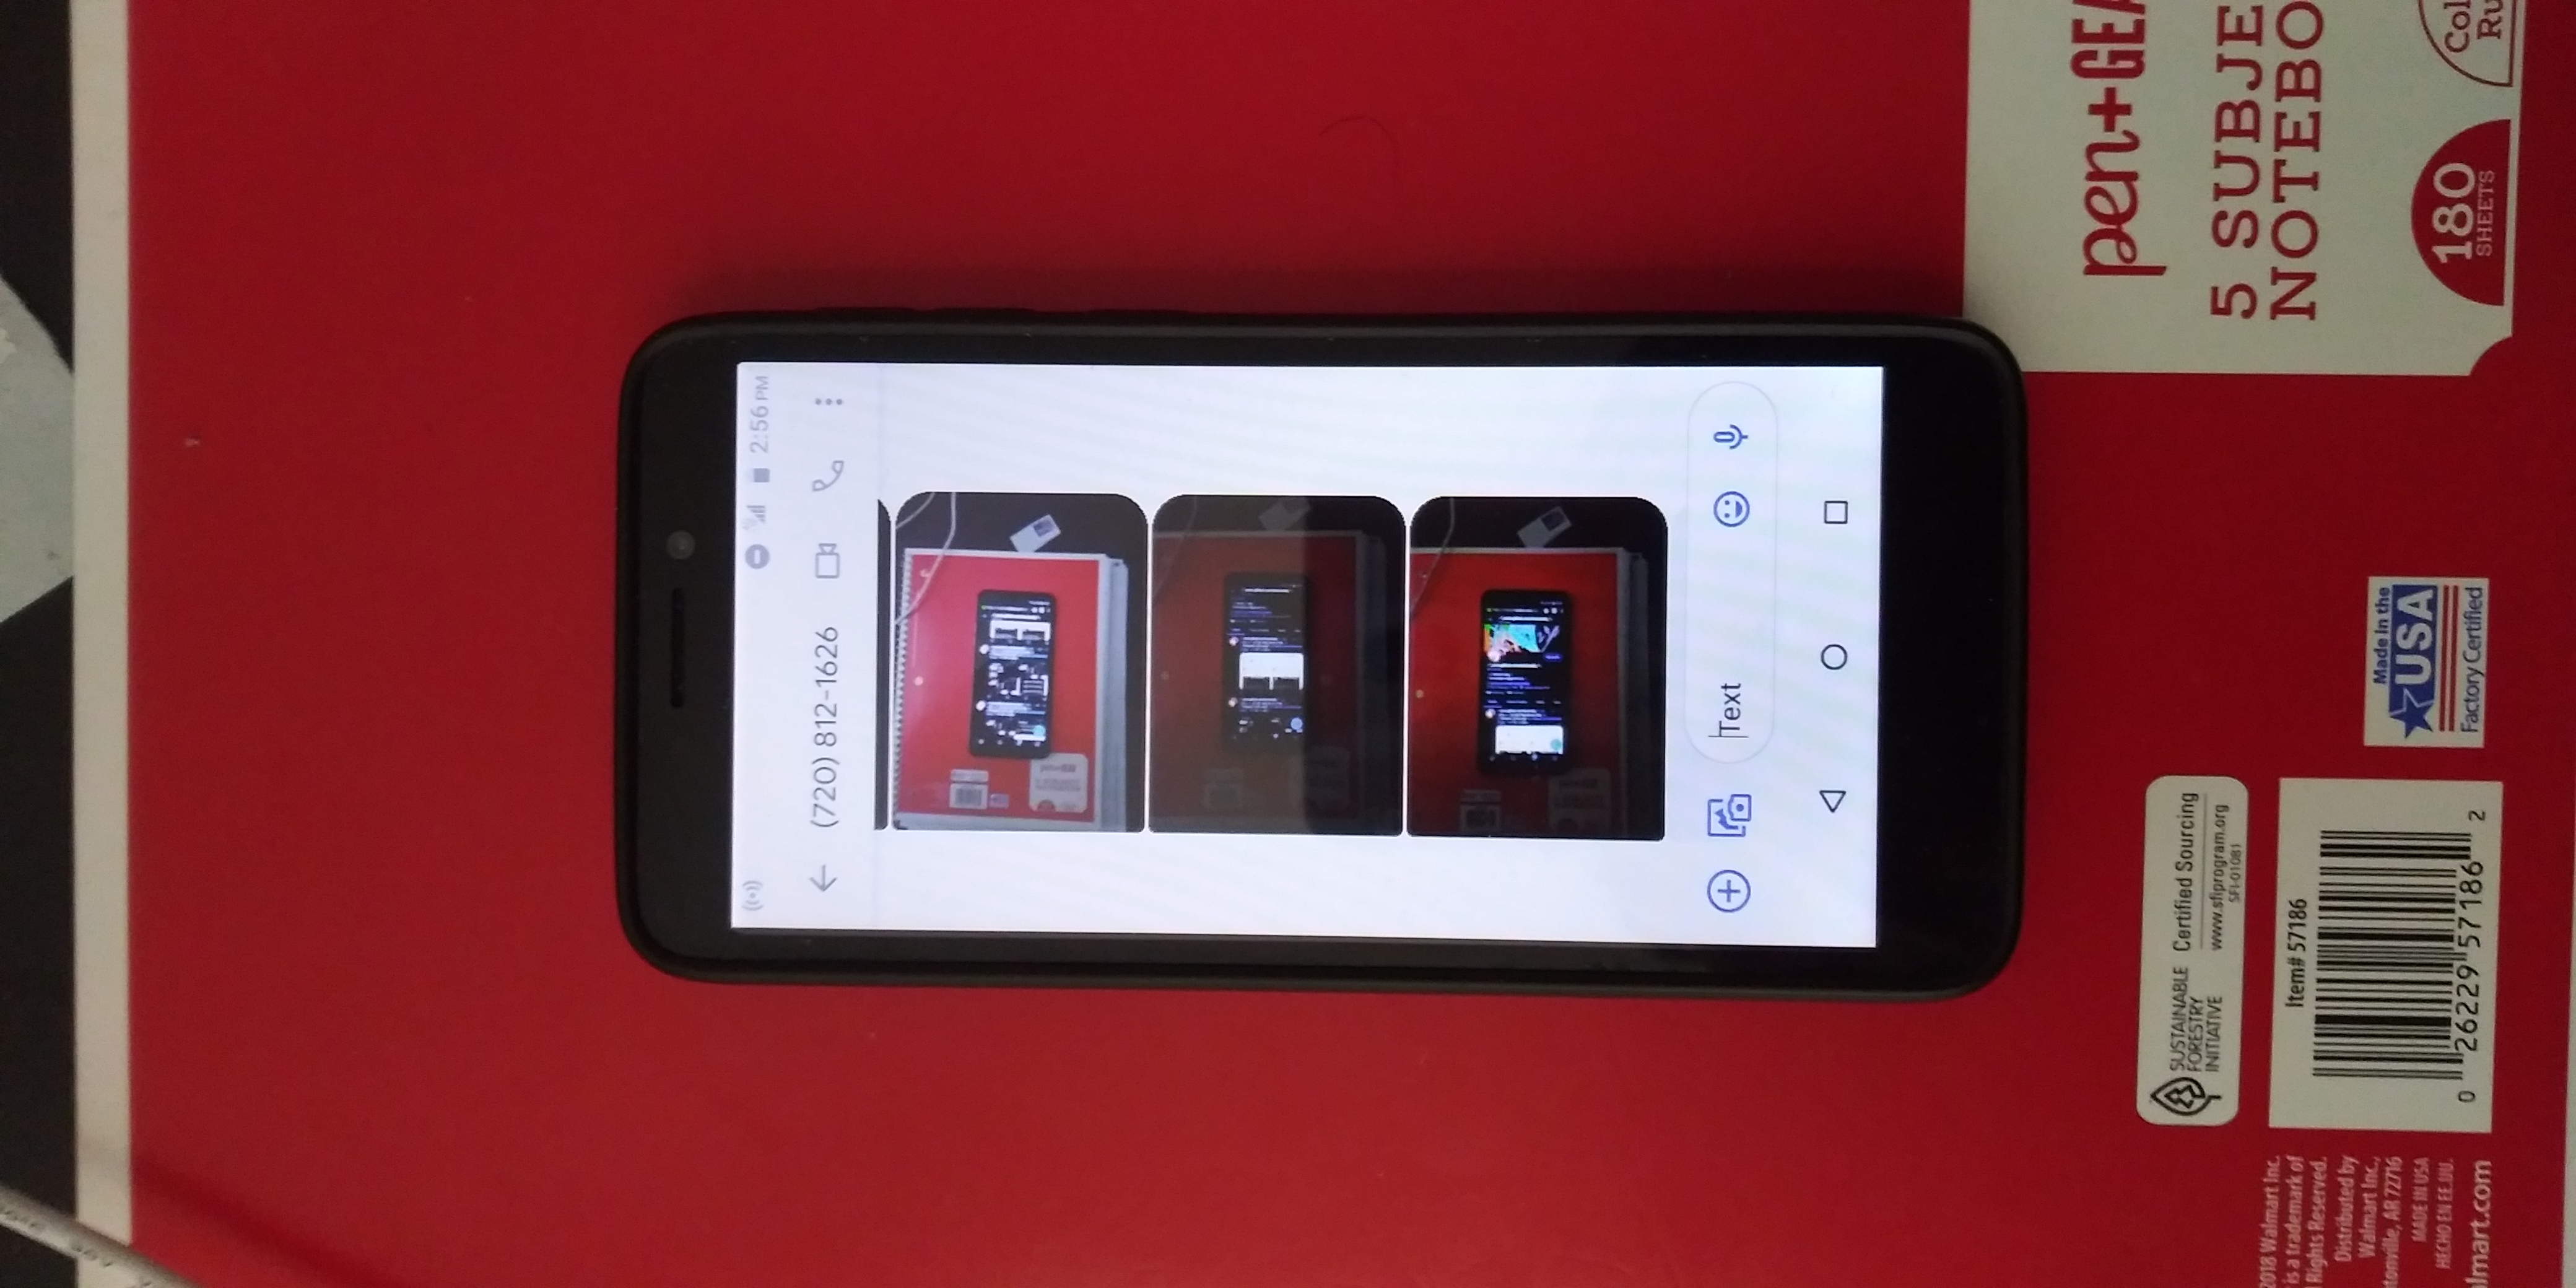 2:56 PM
(720) 812-1626
Text
pen+GEA
SUSTAINABLE
FORESTRY
INITIATIVE
Certified Sourcing
www.sfiprogram.org
SFI-01081
5 SUBJE
NOTEBO
2018 Walmart Inc.
is a trademark of
Rights Reserved.
Distributed by
Walmart Inc.,
tonville, AR 72716
MADE IN USA
HECHO EN EE.UU.
lmart.com
Item# 57186
0 26229 57186 2
Made in the
USA
Factory Certified
180
SHEETS
Col
Ru